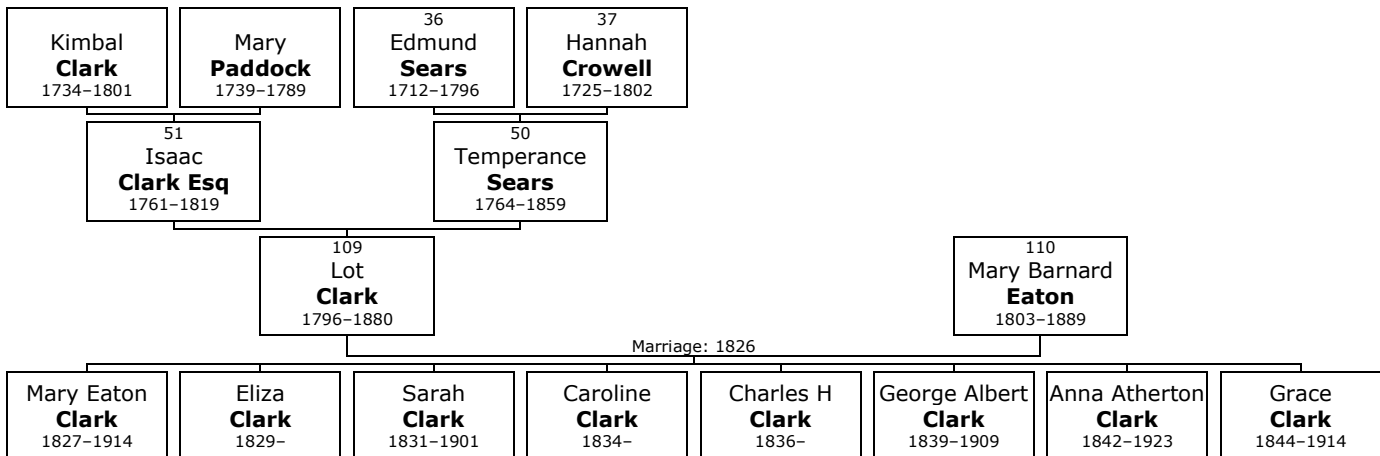 Kimbal
Clark
1734–1801
Mary
Paddock
1739–1789
36
Edmund
Sears
1712–1796
37
Hannah
Crowell
1725–1802
51
Isaac
Clark Esq
1761–1819
50
Temperance
Sears
1764–1859
109
Lot
Clark
1796–1880
110
Mary Barnard
Eaton
1803–1889
Marriage: 1826
Mary Eaton
Clark
1827–1914
Eliza
Clark
1829–
Sarah
Clark
1831–1901
Caroline
Clark
1834–
Charles H
Clark
1836–
George Albert
Clark
1839–1909
Anna Atherton
Clark
1842–1923
Grace
Clark
1844–1914